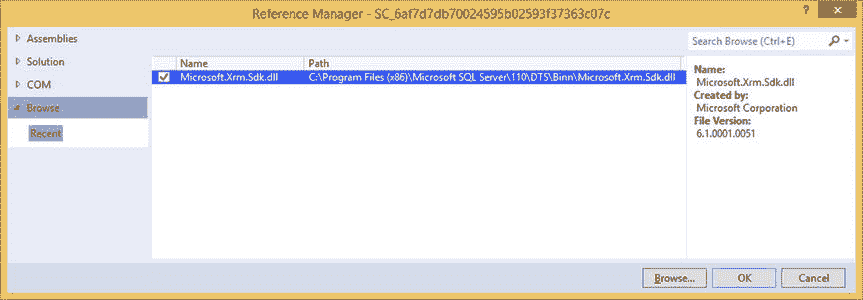 Reference Manager - SC_6af7d7db70024595b02593f37363c07c
? ×
Assemblies
Solution
COM
Browse
Recent
Name Path
Microsoft.Xrm.Sdk.dll C:\Program Files (x86)\Microsoft SQL Server\110\DTS\Binn\Microsoft.Xrm.Sdk.dll
Search Browse (Ctrl+E)
Name:
Microsoft.Xrm.Sdk.dll
Created by:
Microsoft Corporation
File Version:
6.1.0001.0051
Browse... OK Cancel